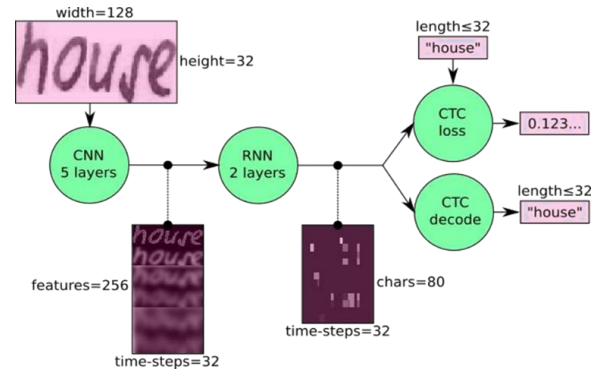 width=128
house
height=32
CNN
5 layers
RNN
2 layers
length≤32
"house"
CTC
loss
0.123...
CTC
decode
length≤32
"house"
house
house
features=256
time-steps=32
chars=80
time-steps=32